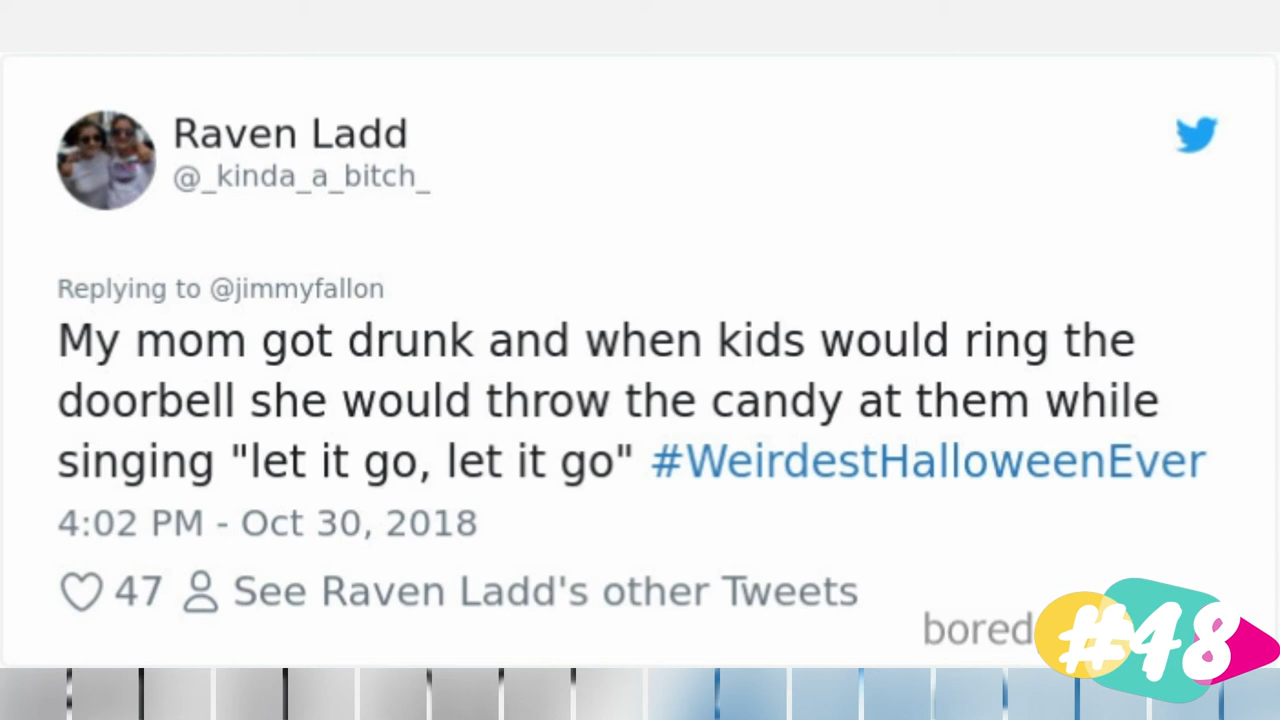 Raven Ladd
@_kinda_a_bitch_
Replying to @jimmyfallon
My mom got drunk and when kids would ring the
doorbell she would throw the candy at them while
singing "let it go, let it go" #WeirdestHalloweenEver
4:02 PM - Oct 30, 2018
47 See Raven Ladd's other Tweets
bored
#48